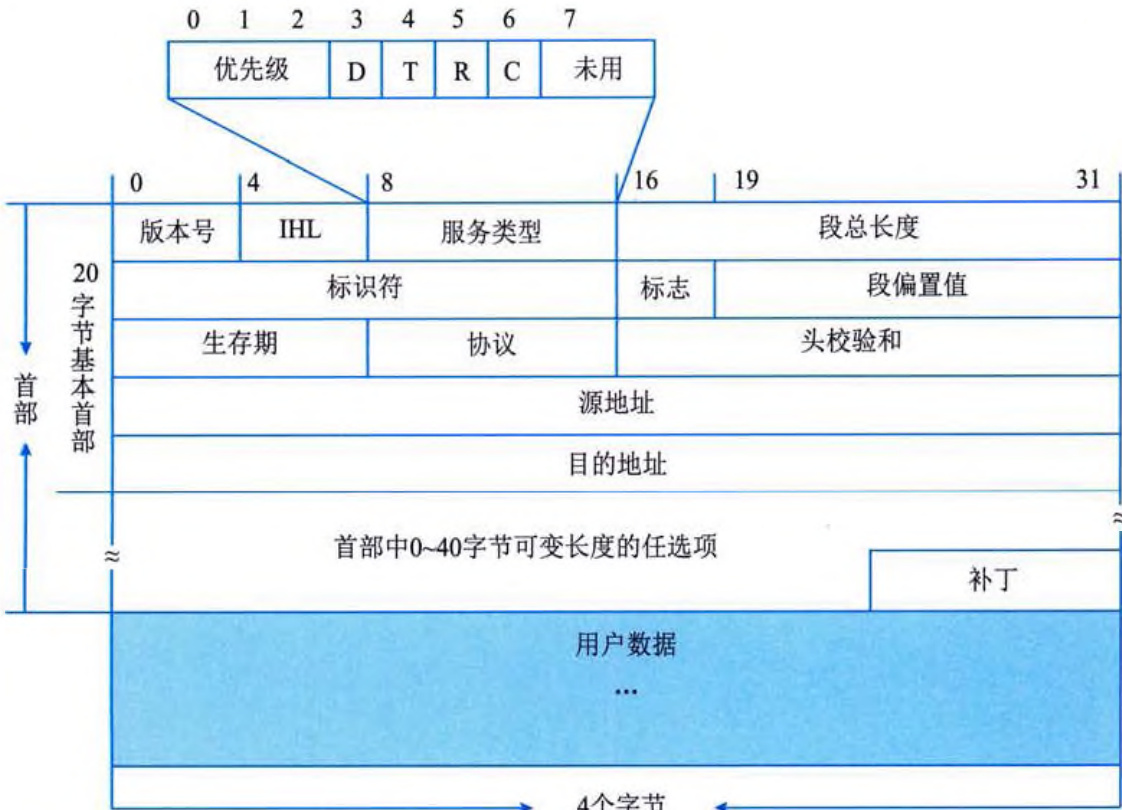 0 1 2 3 4 5 6 7
优先级 D T R C 未用
0 4 8 16 19 31
版本号 IHL 服务类型 段总长度
标识符 标志 段偏置值
生存期 协议 头校验和
源地址
目的地址
20字节基本首部
首部
首部中0~40字节可变长度的任选项
补丁
用户数据
...
4个字节